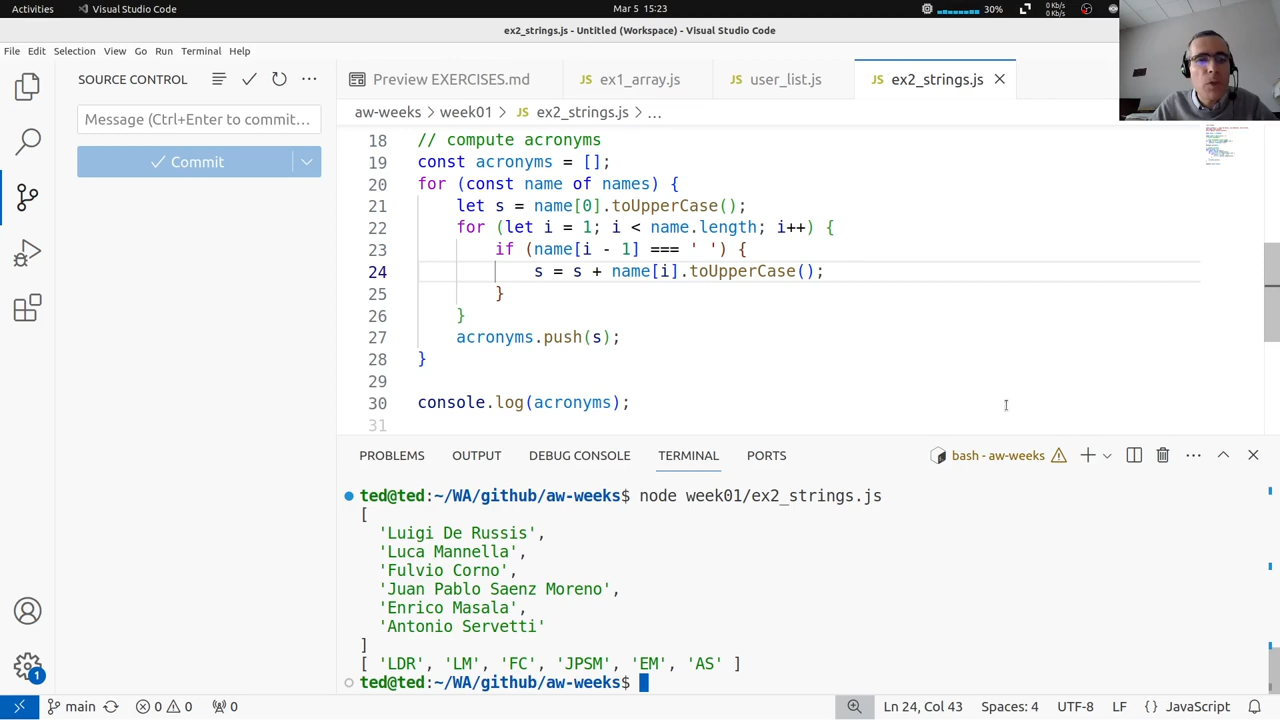 Activities Visual Studio Code Mar 5 15:23 30% 0 Kb/s 0 Kb/s
ex2_strings.js - Untitled (Workspace) - Visual Studio Code
File Edit Selection View Go Run Terminal Help
SOURCE CONTROL
Message (Ctrl+Enter to commit...
Commit
Preview EXERCISES.md JS ex1_array.js JS user_list.js JS ex2_strings.js
aw-weeks > week01 > JS ex2_strings.js > ...
18 // compute acronyms
19 const acronyms = [];
20 for (const name of names) {
21 let s = name[0].toUpperCase();
22 for (let i = 1; i < name.length; i++) {
23 if (name[i - 1] === ' ') {
24 s = s + name[i].toUpperCase();
25 }
26 }
27 acronyms.push(s);
28 }
29
30 console.log(acronyms);
31
PROBLEMS OUTPUT DEBUG CONSOLE TERMINAL PORTS bash - aw-weeks
ted@ted:~/WA/github/aw-weeks$ node week01/ex2_strings.js
[
'Luigi De Russis',
'Luca Mannella',
'Fulvio Corno',
'Juan Pablo Saenz Moreno',
'Enrico Masala',
'Antonio Servetti'
]
[ 'LDR', 'LM', 'FC', 'JPSM', 'EM', 'AS' ]
ted@ted:~/WA/github/aw-weeks$
1
main 0 0 0 Ln 24, Col 43 Spaces: 4 UTF-8 LF {} JavaScript